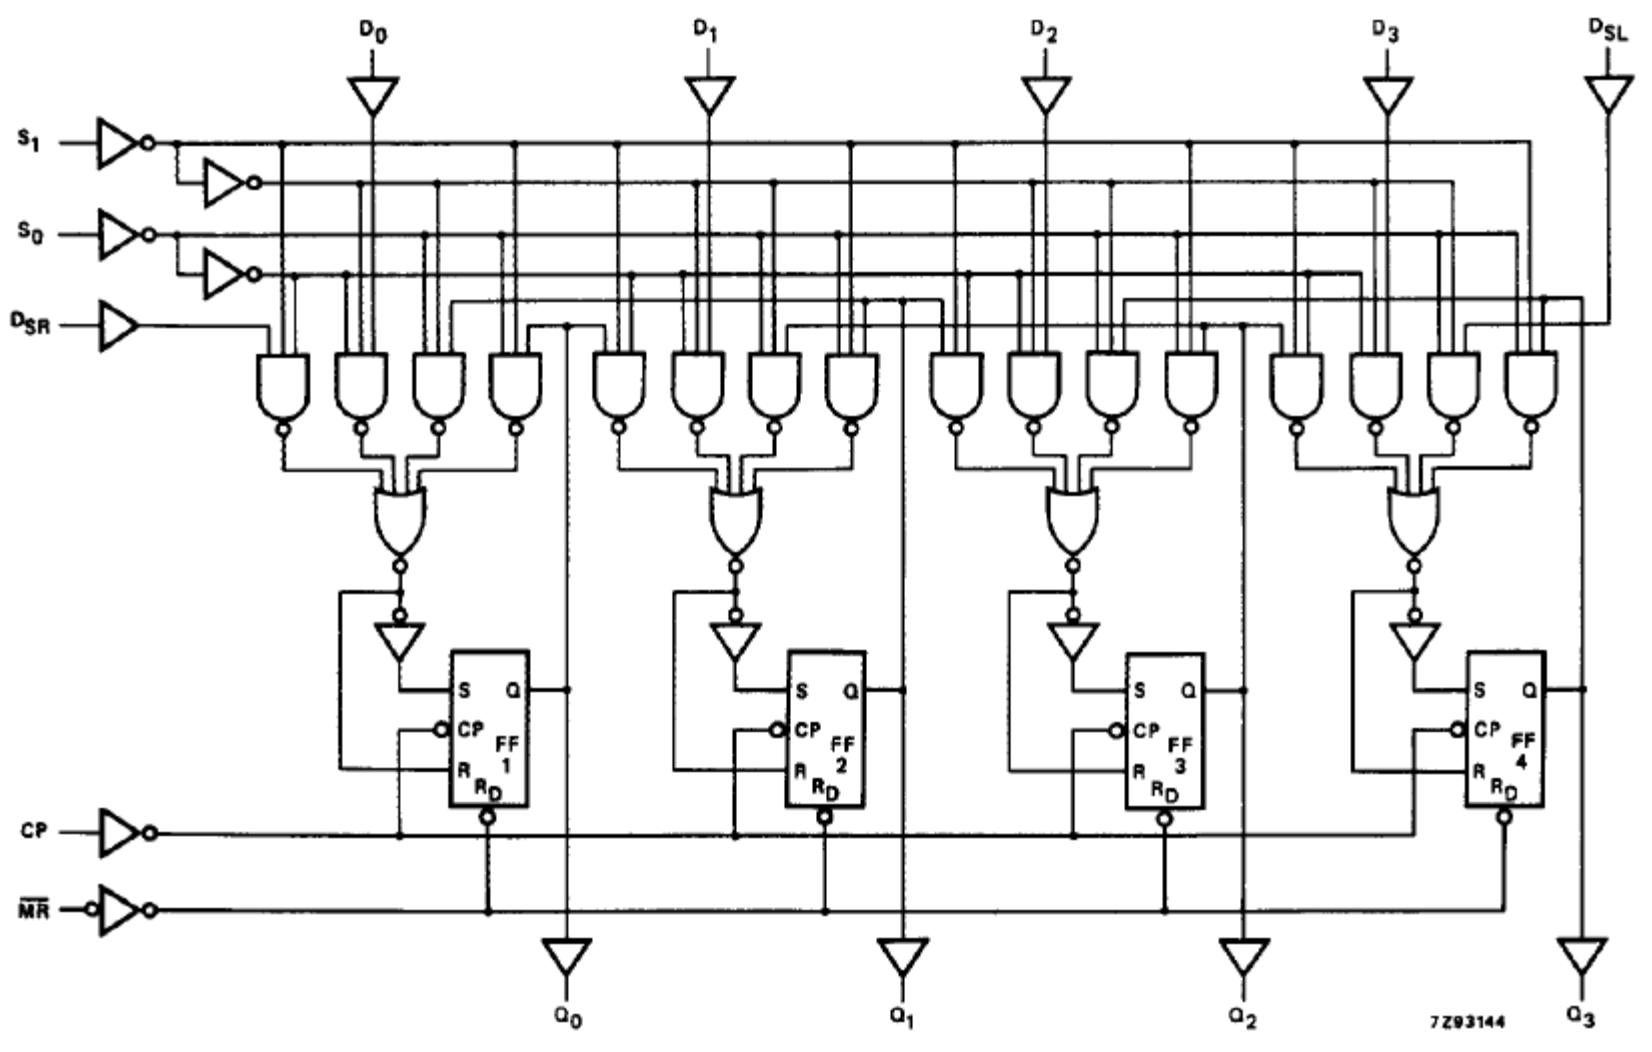 D0 D1 D2 D3 DSL
S1
S0
DSR
S Q S Q S Q S Q
CP CP CP CP
FF 1 FF 2 FF 3 FF 4
R R R R
RD RD RD RD
CP
MR
Q0 Q1 Q2 Q3
7Z93144